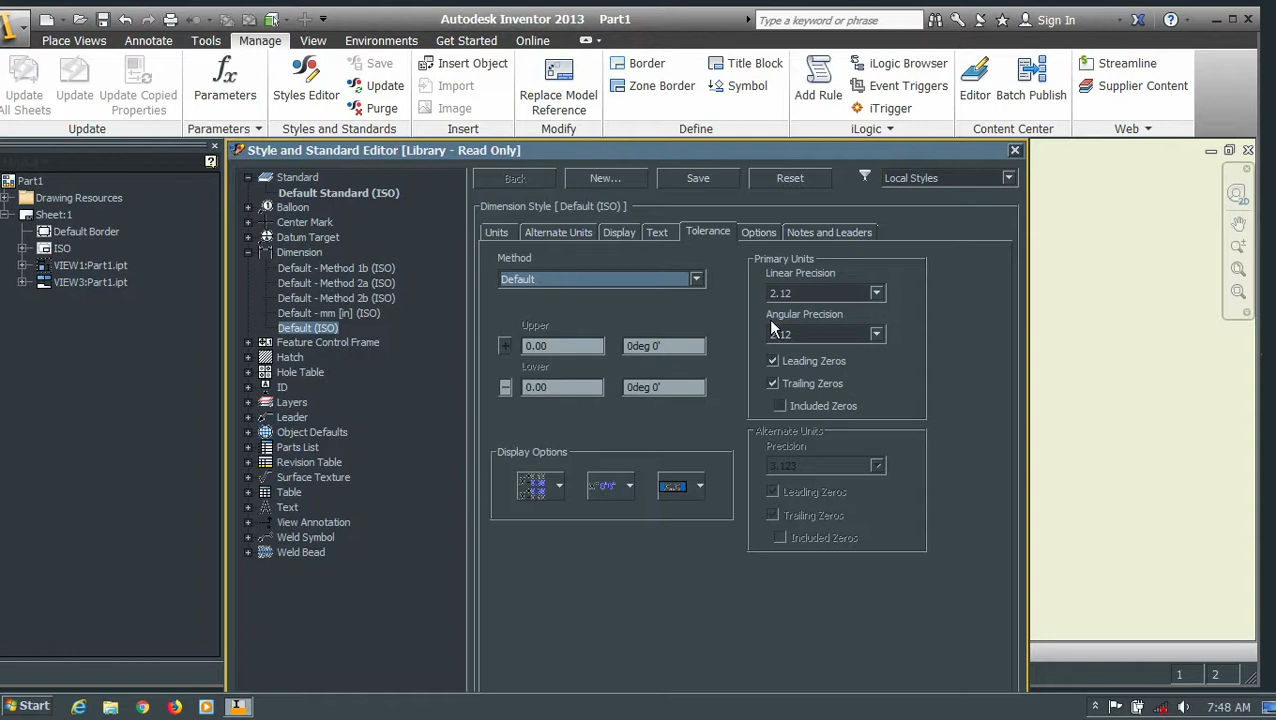 Autodesk Inventor 2013 Part1
Type a keyword or phrase
Sign In
Place Views Annotate Tools Manage View Environments Get Started Online
Update All Sheets
Update
Update Copied Properties
Update
Parameters
Parameters
Styles Editor
Save
Update
Purge
Styles and Standards
Insert Object
Import
Image
Insert
Replace Model Reference
Modify
Border
Zone Border
Title Block
Symbol
Define
Add Rule
iLogic Browser
Event Triggers
iTrigger
iLogic
Editor
Batch Publish
Content Center
Streamline
Supplier Content
Web
Part1
Drawing Resources
Sheet:1
Default Border
ISO
VIEW1:Part1.ipt
VIEW3:Part1.ipt
Style and Standard Editor [Library - Read Only]
Standard
Default Standard (ISO)
Balloon
Center Mark
Datum Target
Dimension
Default - Method 1b (ISO)
Default - Method 2a (ISO)
Default - Method 2b (ISO)
Default - mm [in] (ISO)
Default (ISO)
Feature Control Frame
Hatch
Hole Table
ID
Layers
Leader
Object Defaults
Parts List
Revision Table
Surface Texture
Table
Text
View Annotation
Weld Symbol
Weld Bead
Back
New...
Save
Reset
Local Styles
Dimension Style [ Default (ISO) ]
Units Alternate Units Display Text Tolerance Options Notes and Leaders
Method
Default
Upper
0.00
0deg 0'
Lower
0.00
0deg 0'
Display Options
Primary Units
Linear Precision
2.12
Angular Precision
Leading Zeros
Trailing Zeros
Included Zeros
Alternate Units
Precision
3.123
Leading Zeros
Trailing Zeros
Included Zeros
1
2
Start
7:48 AM